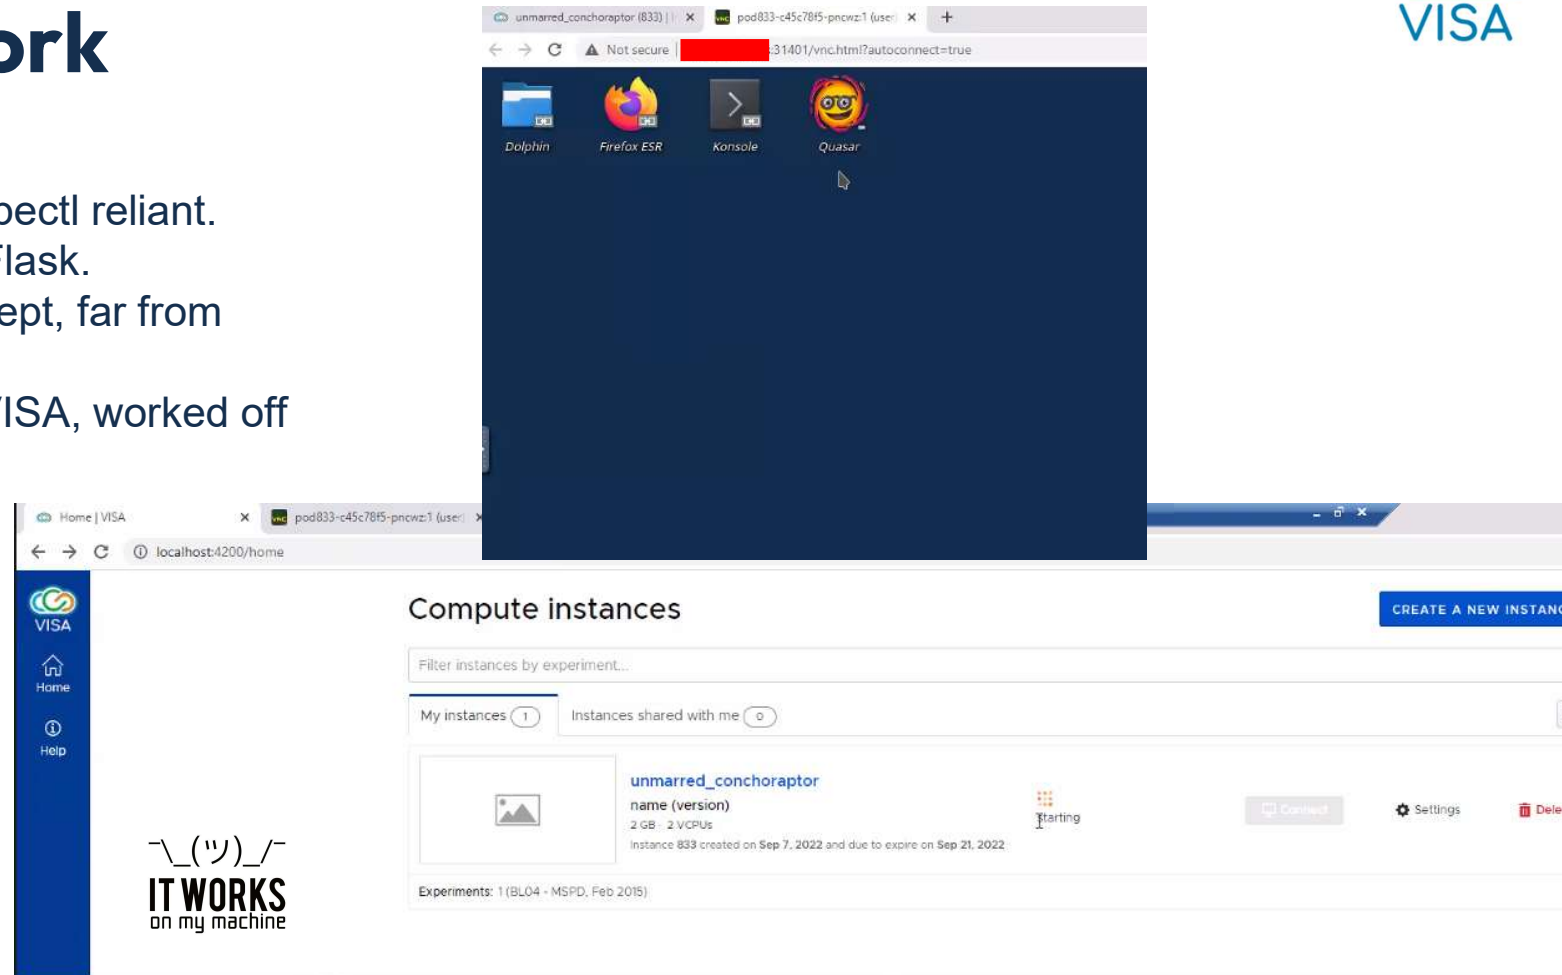 ork
VISA
pectl reliant.
Flask.
ept, far from
VISA, worked off
unmarred_conchoraptor (833) |
pod833-c45c78f5-pncwz:1 (user
Not secure
:31401/vnc.html?autoconnect=true
Dolphin
Firefox ESR
Konsole
Quasar
Home | VISA
pod833-c45c78f5-pncwz:1 (user
localhost:4200/home
VISA
Home
Help
Compute instances
CREATE A NEW INSTANC
Filter instances by experiment...
My instances 1
Instances shared with me 0
unmarred_conchoraptor
name (version)
2 GB · 2 VCPUs
Instance 833 created on Sep 7, 2022 and due to expire on Sep 21, 2022
Starting
Connect
Settings
Dele
Experiments: 1 (BL04 - MSPD, Feb 2015)
¯\_(ツ)_/¯
IT WORKS
on my machine